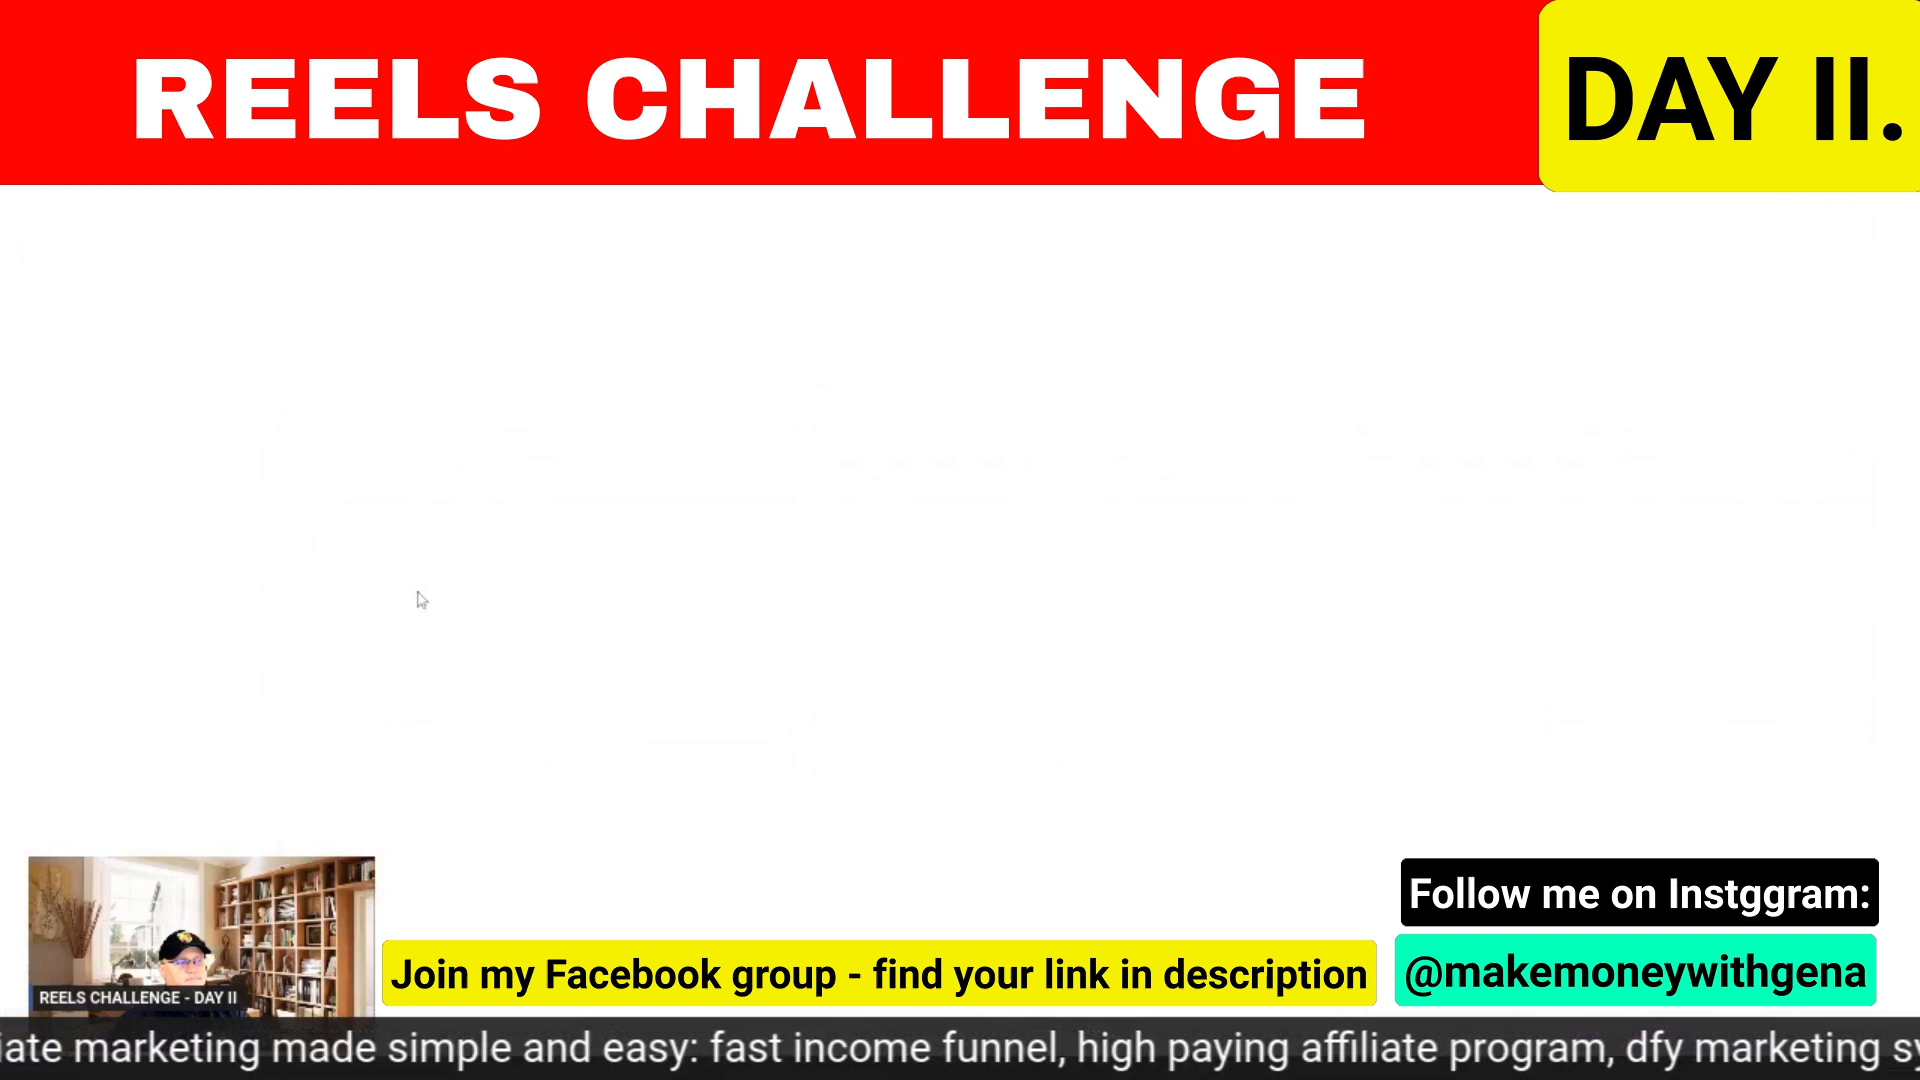 REELS CHALLENGE
DAY II.
Follow me on Instggram:
@makemoneywithgena
Join my Facebook group - find your link in description
REELS CHALLENGE - DAY II
iate marketing made simple and easy: fast income funnel, high paying affiliate program, dfy marketing sy